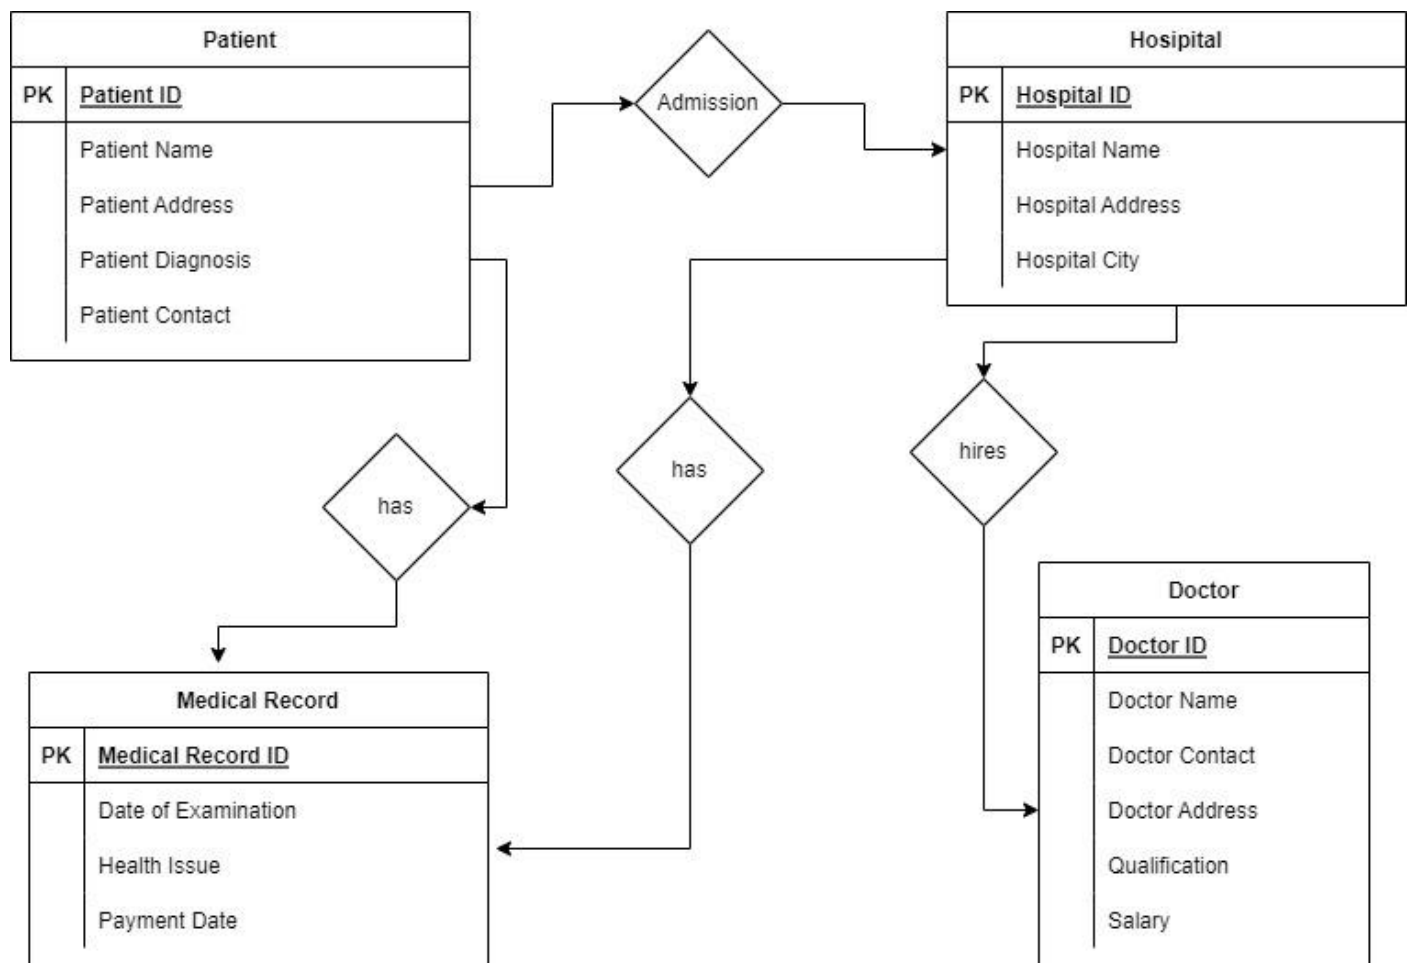 Patient
PK Patient ID
Patient Name
Patient Address
Patient Diagnosis
Patient Contact
Admission
Hosipital
PK Hospital ID
Hospital Name
Hospital Address
Hospital City
has
has
hires
Medical Record
PK Medical Record ID
Date of Examination
Health Issue
Payment Date
Doctor
PK Doctor ID
Doctor Name
Doctor Contact
Doctor Address
Qualification
Salary